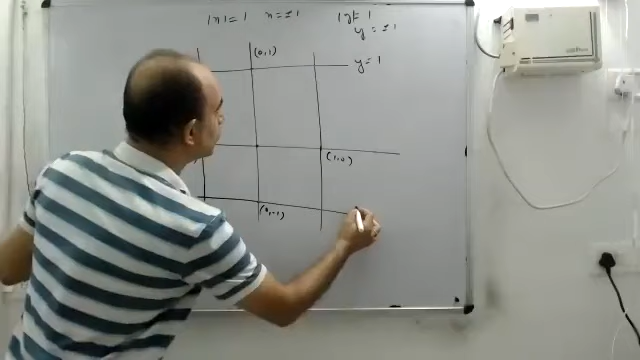 |x| = 1 x = ±1 |y| = 1
y = ±1
(0,1)
y = 1
(1,0)
(0,-1)